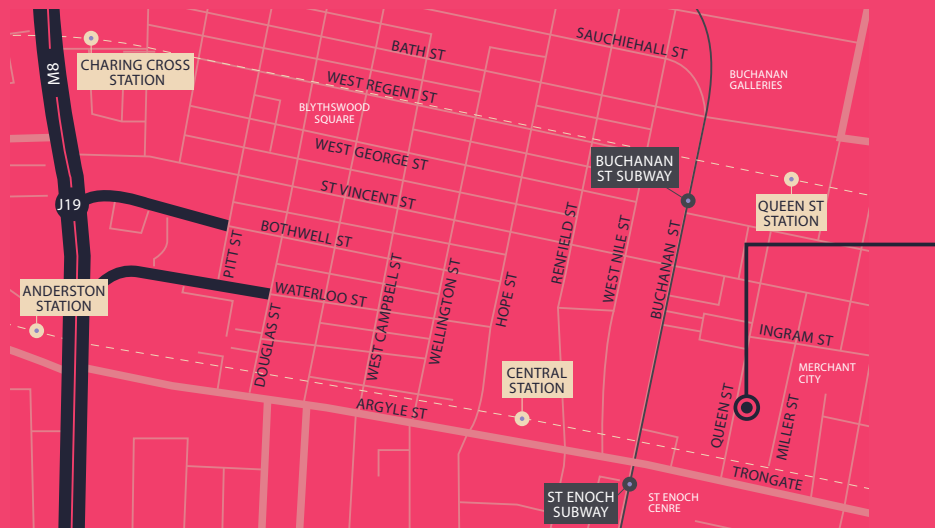 M8
CHARING CROSS
STATION
BATH ST
SAUCHIEHALL ST
WEST REGENT ST
BLYTHSWOOD
SQUARE
BUCHANAN
GALLERIES
WEST GEORGE ST
BUCHANAN
ST SUBWAY
ST VINCENT ST
J19
QUEEN ST
STATION
PITT ST
BOTHWELL ST
RENFIELD ST
WEST NILE ST
BUCHANAN ST
ANDERSTON
STATION
WATERLOO ST
WEST CAMPBELL ST
WELLINGTON ST
HOPE ST
DOUGLAS ST
INGRAM ST
MERCHANT
CITY
CENTRAL
STATION
ARGYLE ST
QUEEN ST
MILLER ST
TRONGATE
ST ENOCH
SUBWAY
ST ENOCH
CENRE